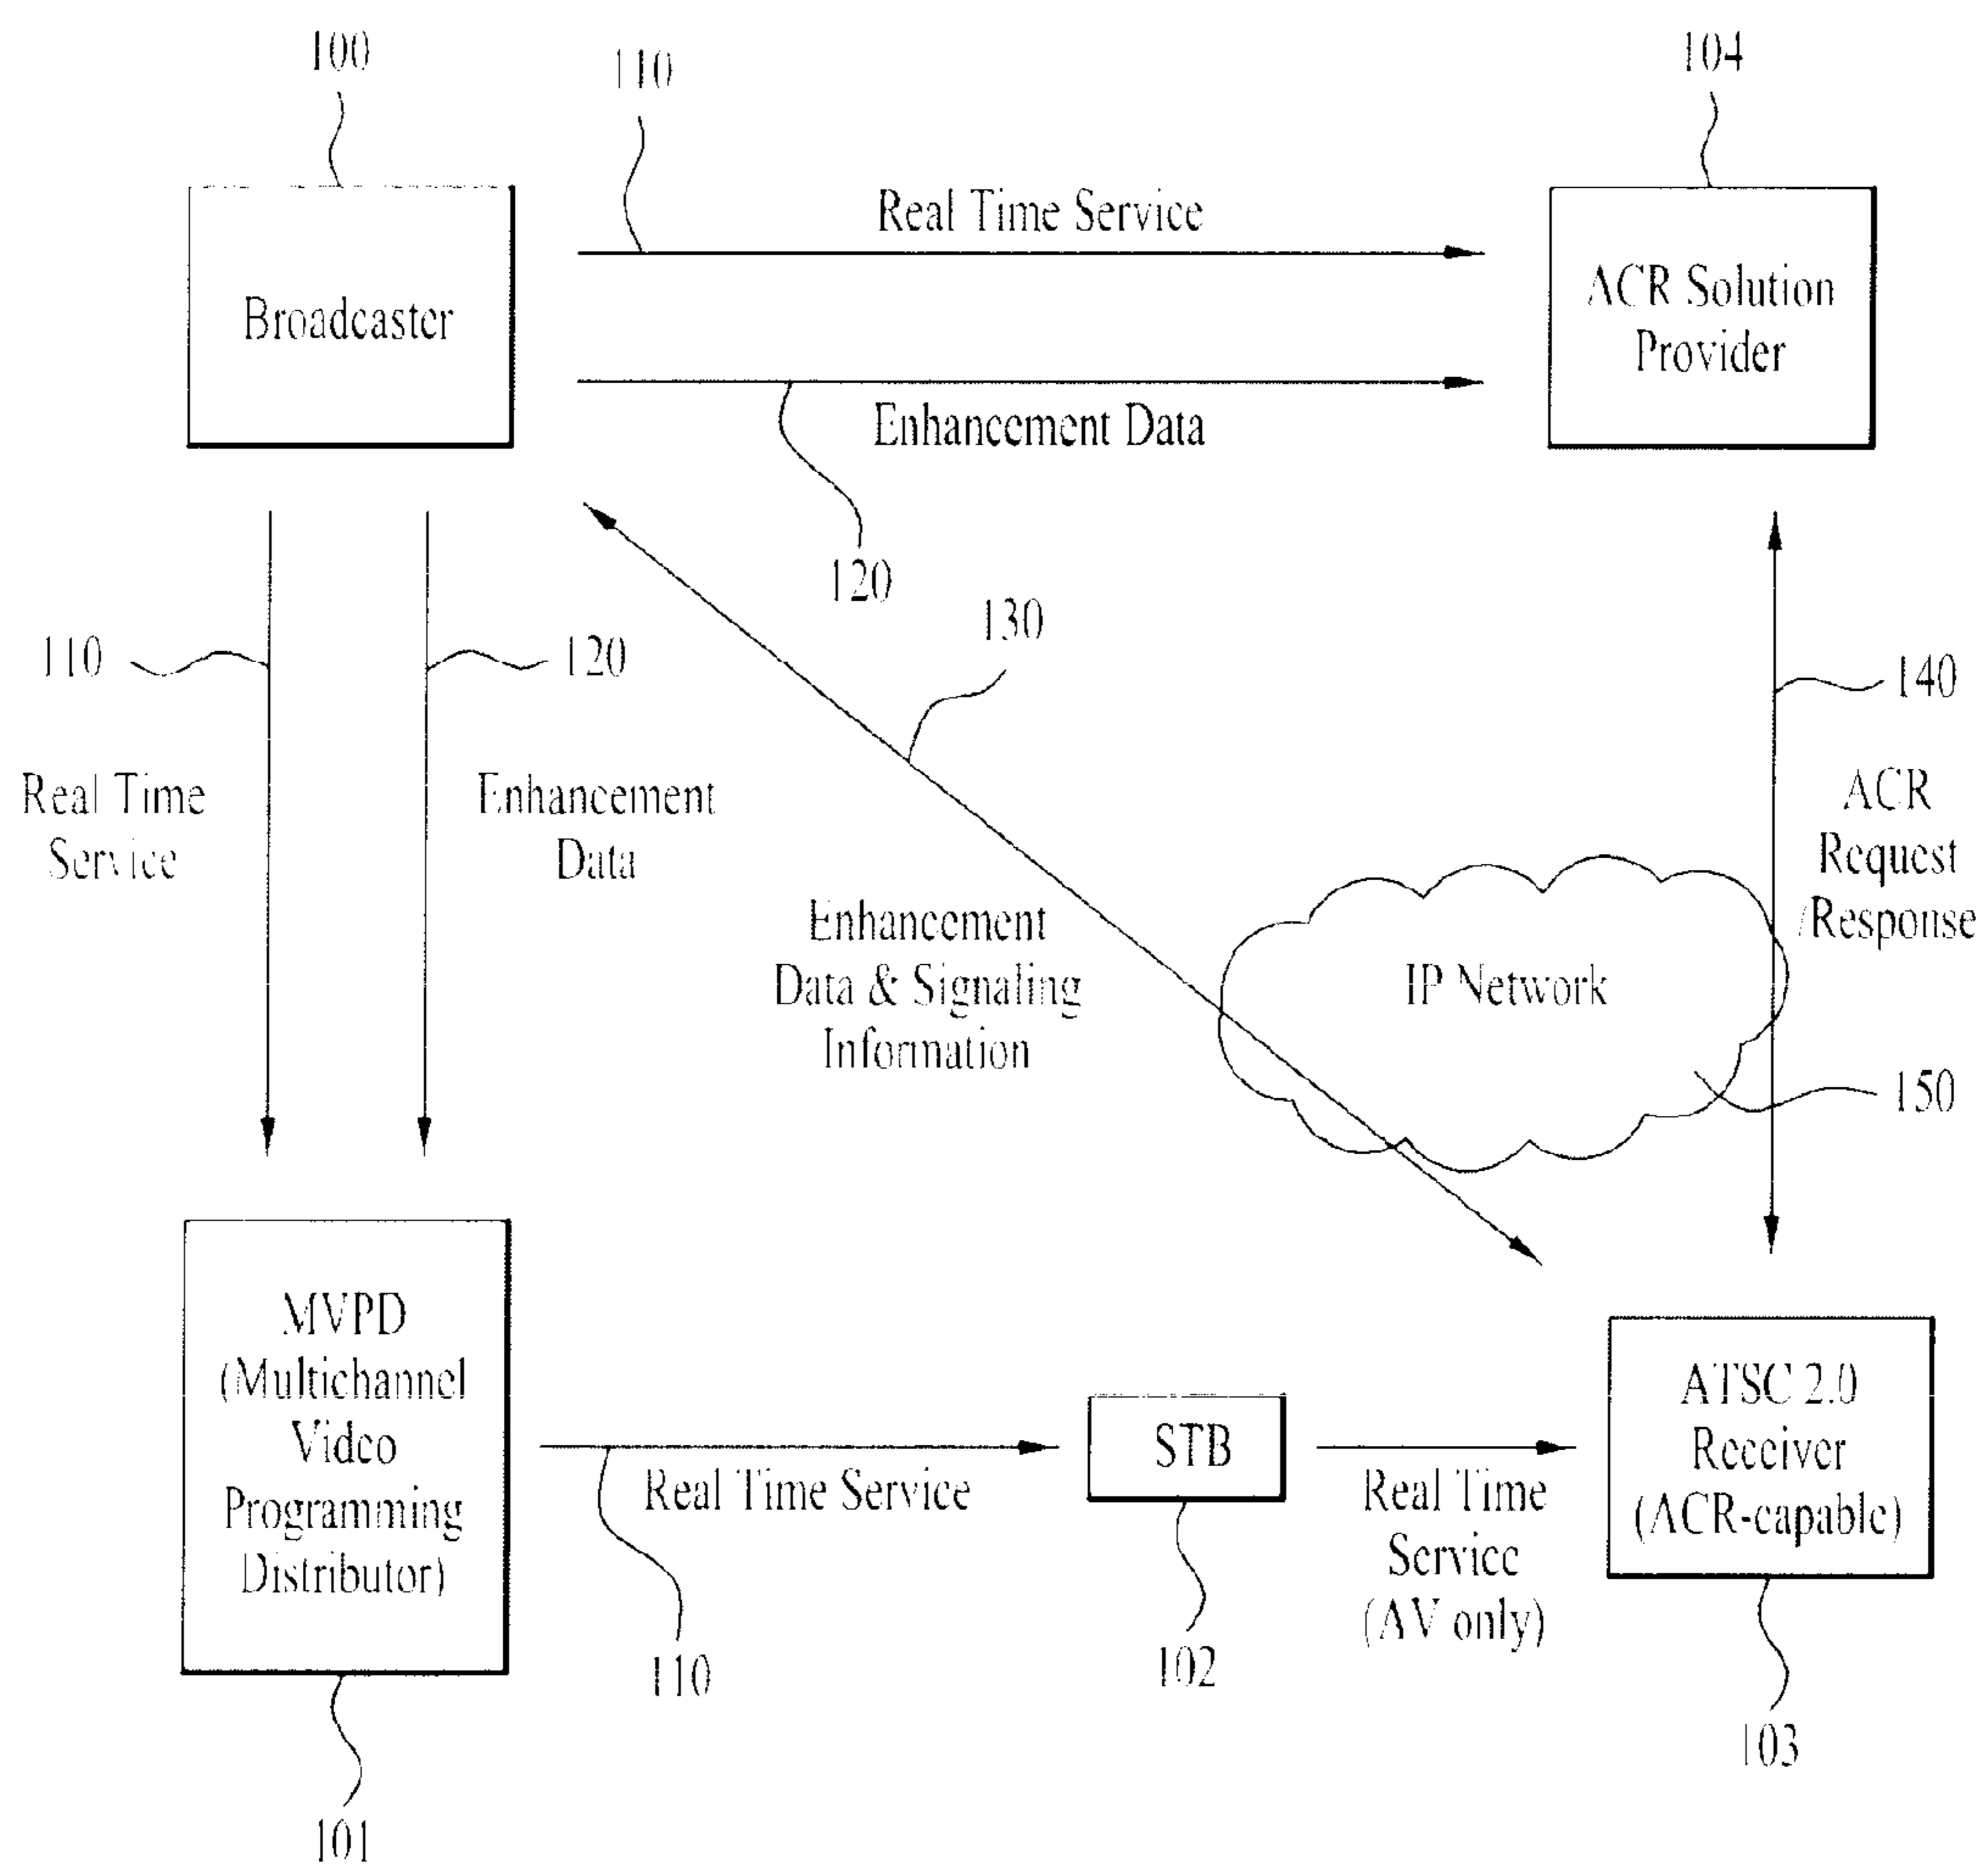 100
110
104
Real Time Service
Broadcaster
ACR Solution
Provider
Enhancement Data
120
130
110
120
140
Real Time
Service
Enhancement
Data
ACR
Request
/Response
Enhancement
Data & Signaling
Information
IP Network
150
MVPD
(Multichannel
Video
Programming
Distributor)
Real Time Service
STB
Real Time
Service
(AV only)
ATSC 2.0
Receiver
(ACR-capable)
110
102
103
101